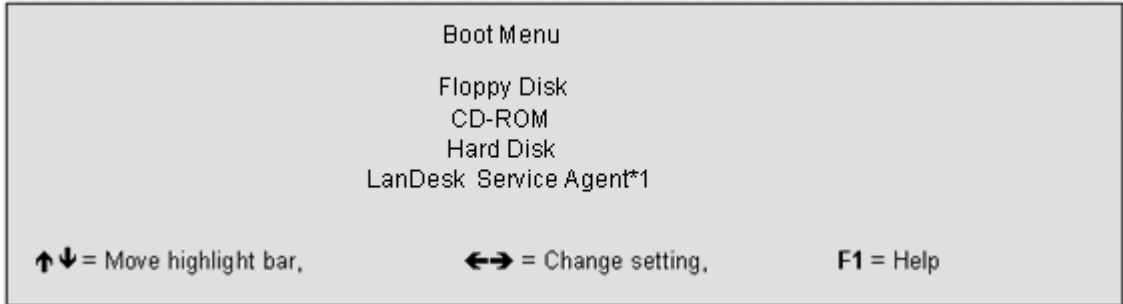 Boot Menu
Floppy Disk
CD-ROM
Hard Disk
LanDesk Service Agent*1
↑↓ = Move highlight bar, ←→ = Change setting, F1 = Help